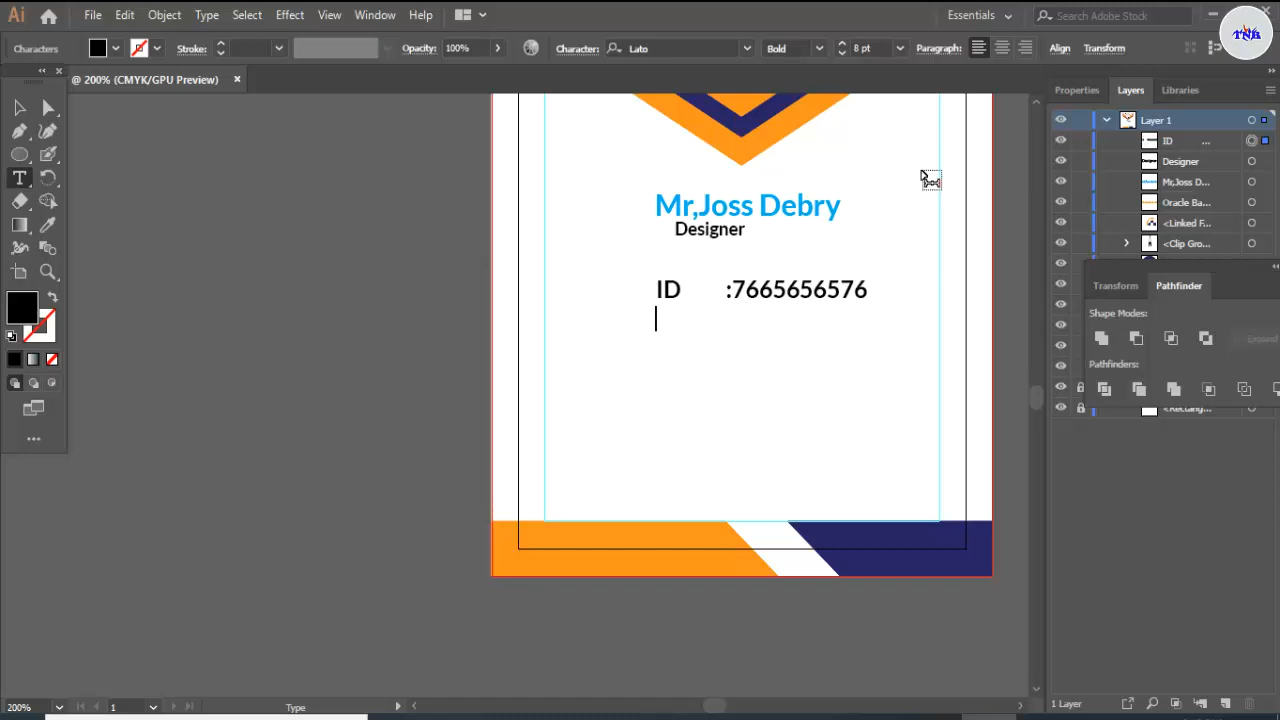 Ai File Edit Object Type Select Effect View Window Help Essentials Search Adobe Stock
TNR
Characters Stroke: Opacity: 100% Character: Lato Bold 8 pt Paragraph: Align Transform
@ 200% (CMYK/GPU Preview) ×
Properties Layers Libraries
Layer 1
ID ...
Designer
Mr,Joss D...
Oracle Ba...
<Linked F...
<Clip Gro...
Mr,Joss Debry
Designer
ID :7665656576
Transform Pathfinder
Shape Modes:
Expand
Pathfinders:
<Rectang...
200% 1 Type 1 Layer